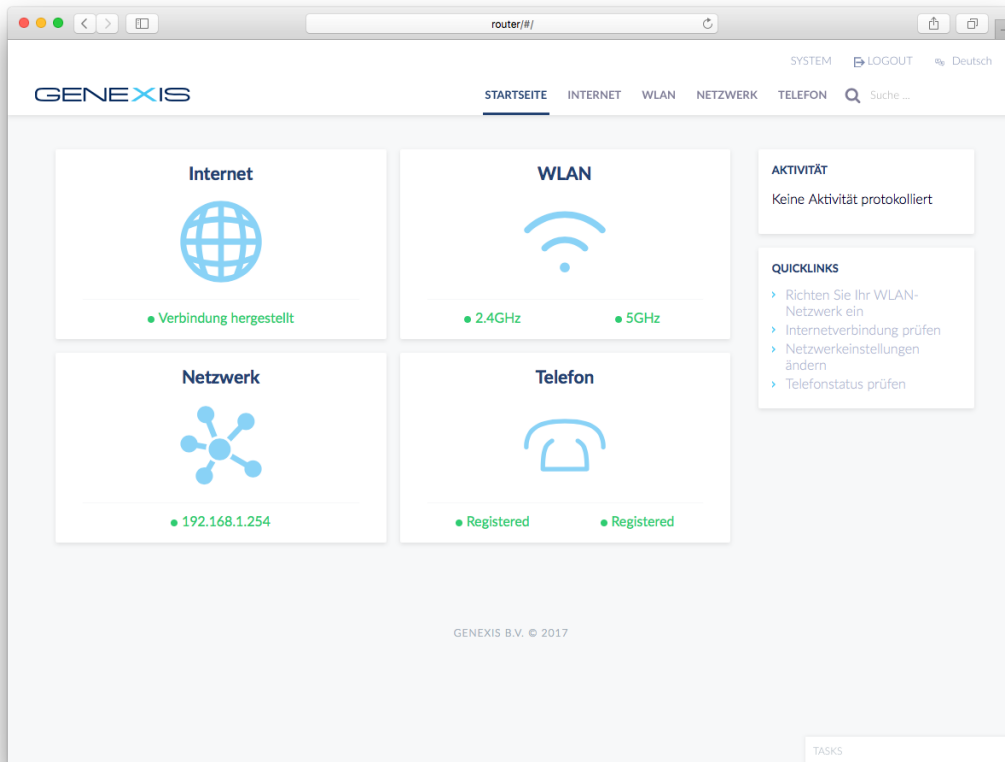 router/#/
SYSTEM LOGOUT Deutsch
GENEXIS
STARTSEITE INTERNET WLAN NETZWERK TELEFON Suche ...
Internet
Verbindung hergestellt
WLAN
2.4GHz 5GHz
Netzwerk
192.168.1.254
Telefon
Registered Registered
AKTIVITÄT
Keine Aktivität protokolliert
QUICKLINKS
Richten Sie Ihr WLAN-
Netzwerk ein
Internetverbindung prüfen
Netzwerkeinstellungen
ändern
Telefonstatus prüfen
GENEXIS B.V. © 2017
TASKS